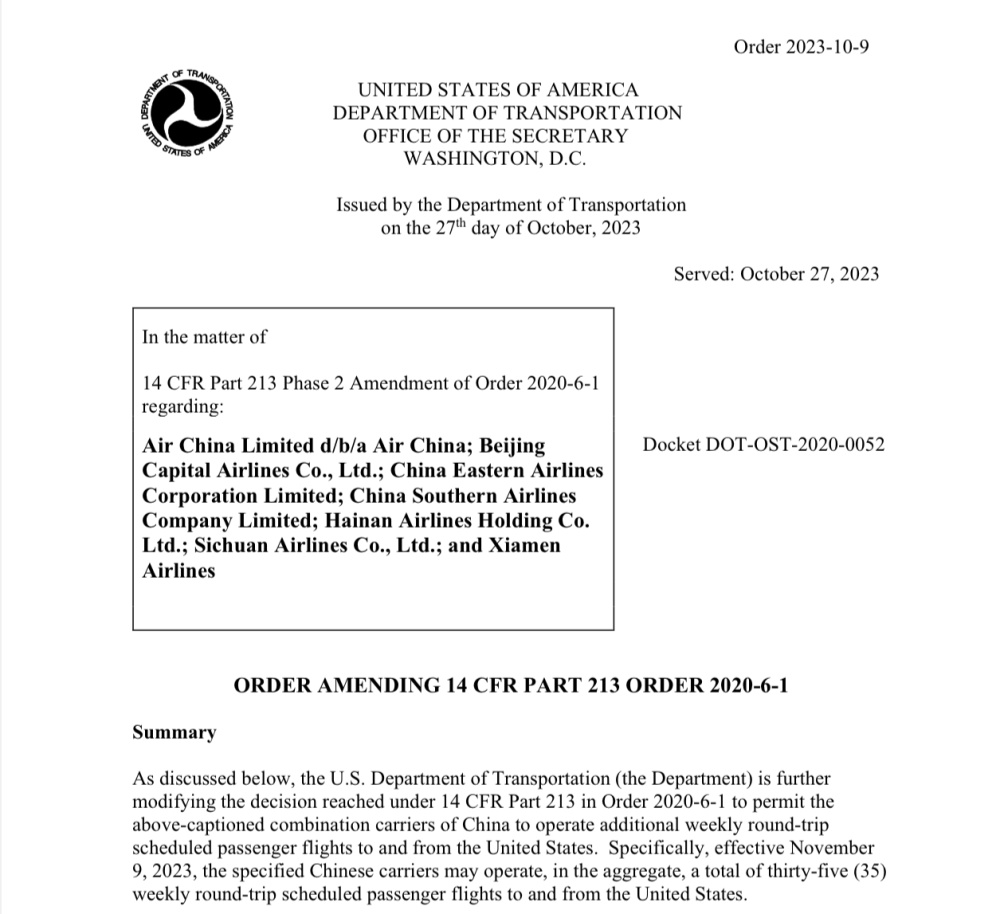 Order 2023-10-9
DEPARTMENT OF TRANSPORTATION
UNITED STATES OF AMERICA
UNITED STATES OF AMERICA
DEPARTMENT OF TRANSPORTATION
OFFICE OF THE SECRETARY
WASHINGTON, D.C.
Issued by the Department of Transportation
on the 27th day of October, 2023
Served: October 27, 2023
In the matter of
14 CFR Part 213 Phase 2 Amendment of Order 2020-6-1
regarding:
Air China Limited d/b/a Air China; Beijing
Capital Airlines Co., Ltd.; China Eastern Airlines
Corporation Limited; China Southern Airlines
Company Limited; Hainan Airlines Holding Co.
Ltd.; Sichuan Airlines Co., Ltd.; and Xiamen
Airlines
Docket DOT-OST-2020-0052
ORDER AMENDING 14 CFR PART 213 ORDER 2020-6-1
Summary
As discussed below, the U.S. Department of Transportation (the Department) is further
modifying the decision reached under 14 CFR Part 213 in Order 2020-6-1 to permit the
above-captioned combination carriers of China to operate additional weekly round-trip
scheduled passenger flights to and from the United States.  Specifically, effective November
9, 2023, the specified Chinese carriers may operate, in the aggregate, a total of thirty-five (35)
weekly round-trip scheduled passenger flights to and from the United States.